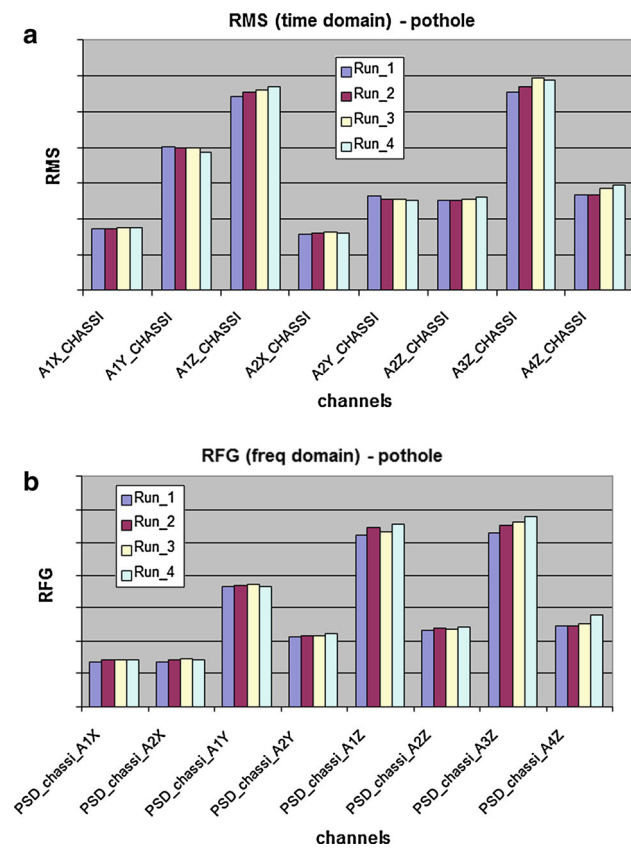 a
RMS (time domain) - pothole
RMS
Run_1
Run_2
Run_3
Run_4
A1X_CHASSI
A1Y_CHASSI
A1Z_CHASSI
A2X_CHASSI
A2Y_CHASSI
A2Z_CHASSI
A3Z_CHASSI
A4Z_CHASSI
channels
b
RFG (freq domain) - pothole
RFG
Run_1
Run_2
Run_3
Run_4
PSD_chassi_A1X
PSD_chassi_A2X
PSD_chassi_A1Y
PSD_chassi_A2Y
PSD_chassi_A1Z
PSD_chassi_A2Z
PSD_chassi_A3Z
PSD_chassi_A4Z
channels